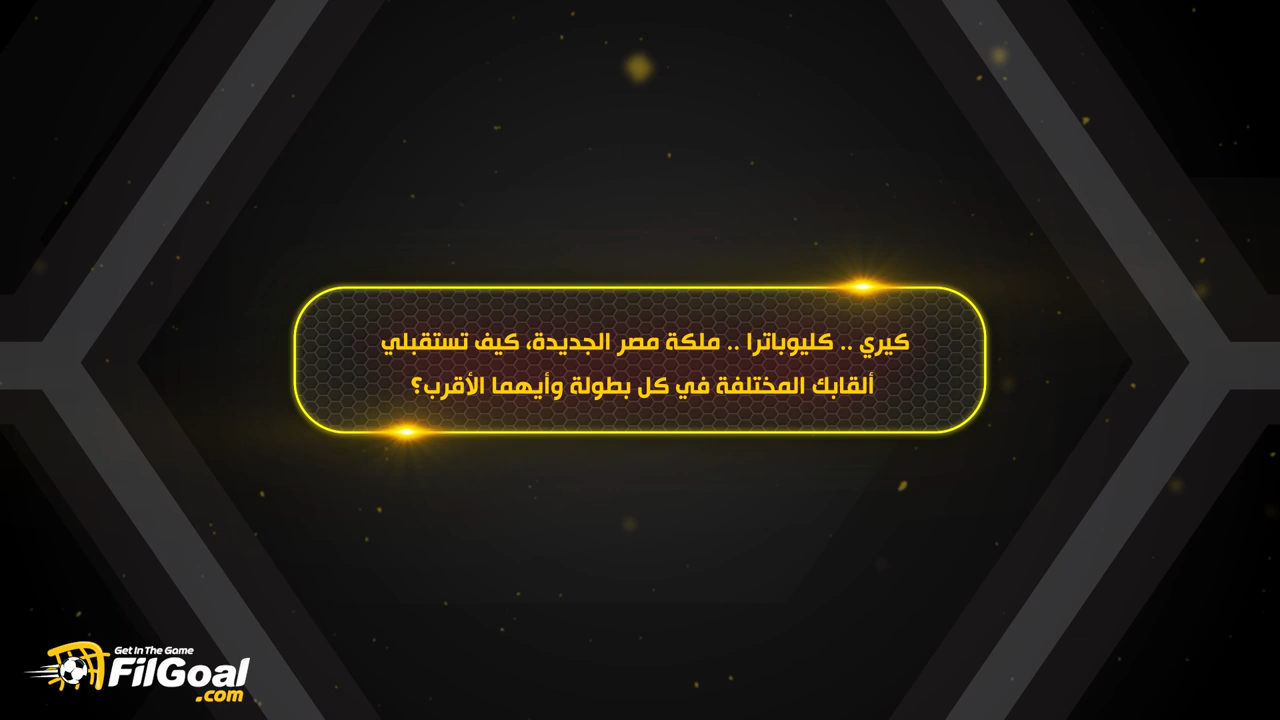 كيري .. كليوباترا .. ملكة مصر الجديدة، كيف تستقبلي
ألقابك المختلفة في كل بطولة وأيهما الأقرب؟
Get In The Game
FilGoal
.com